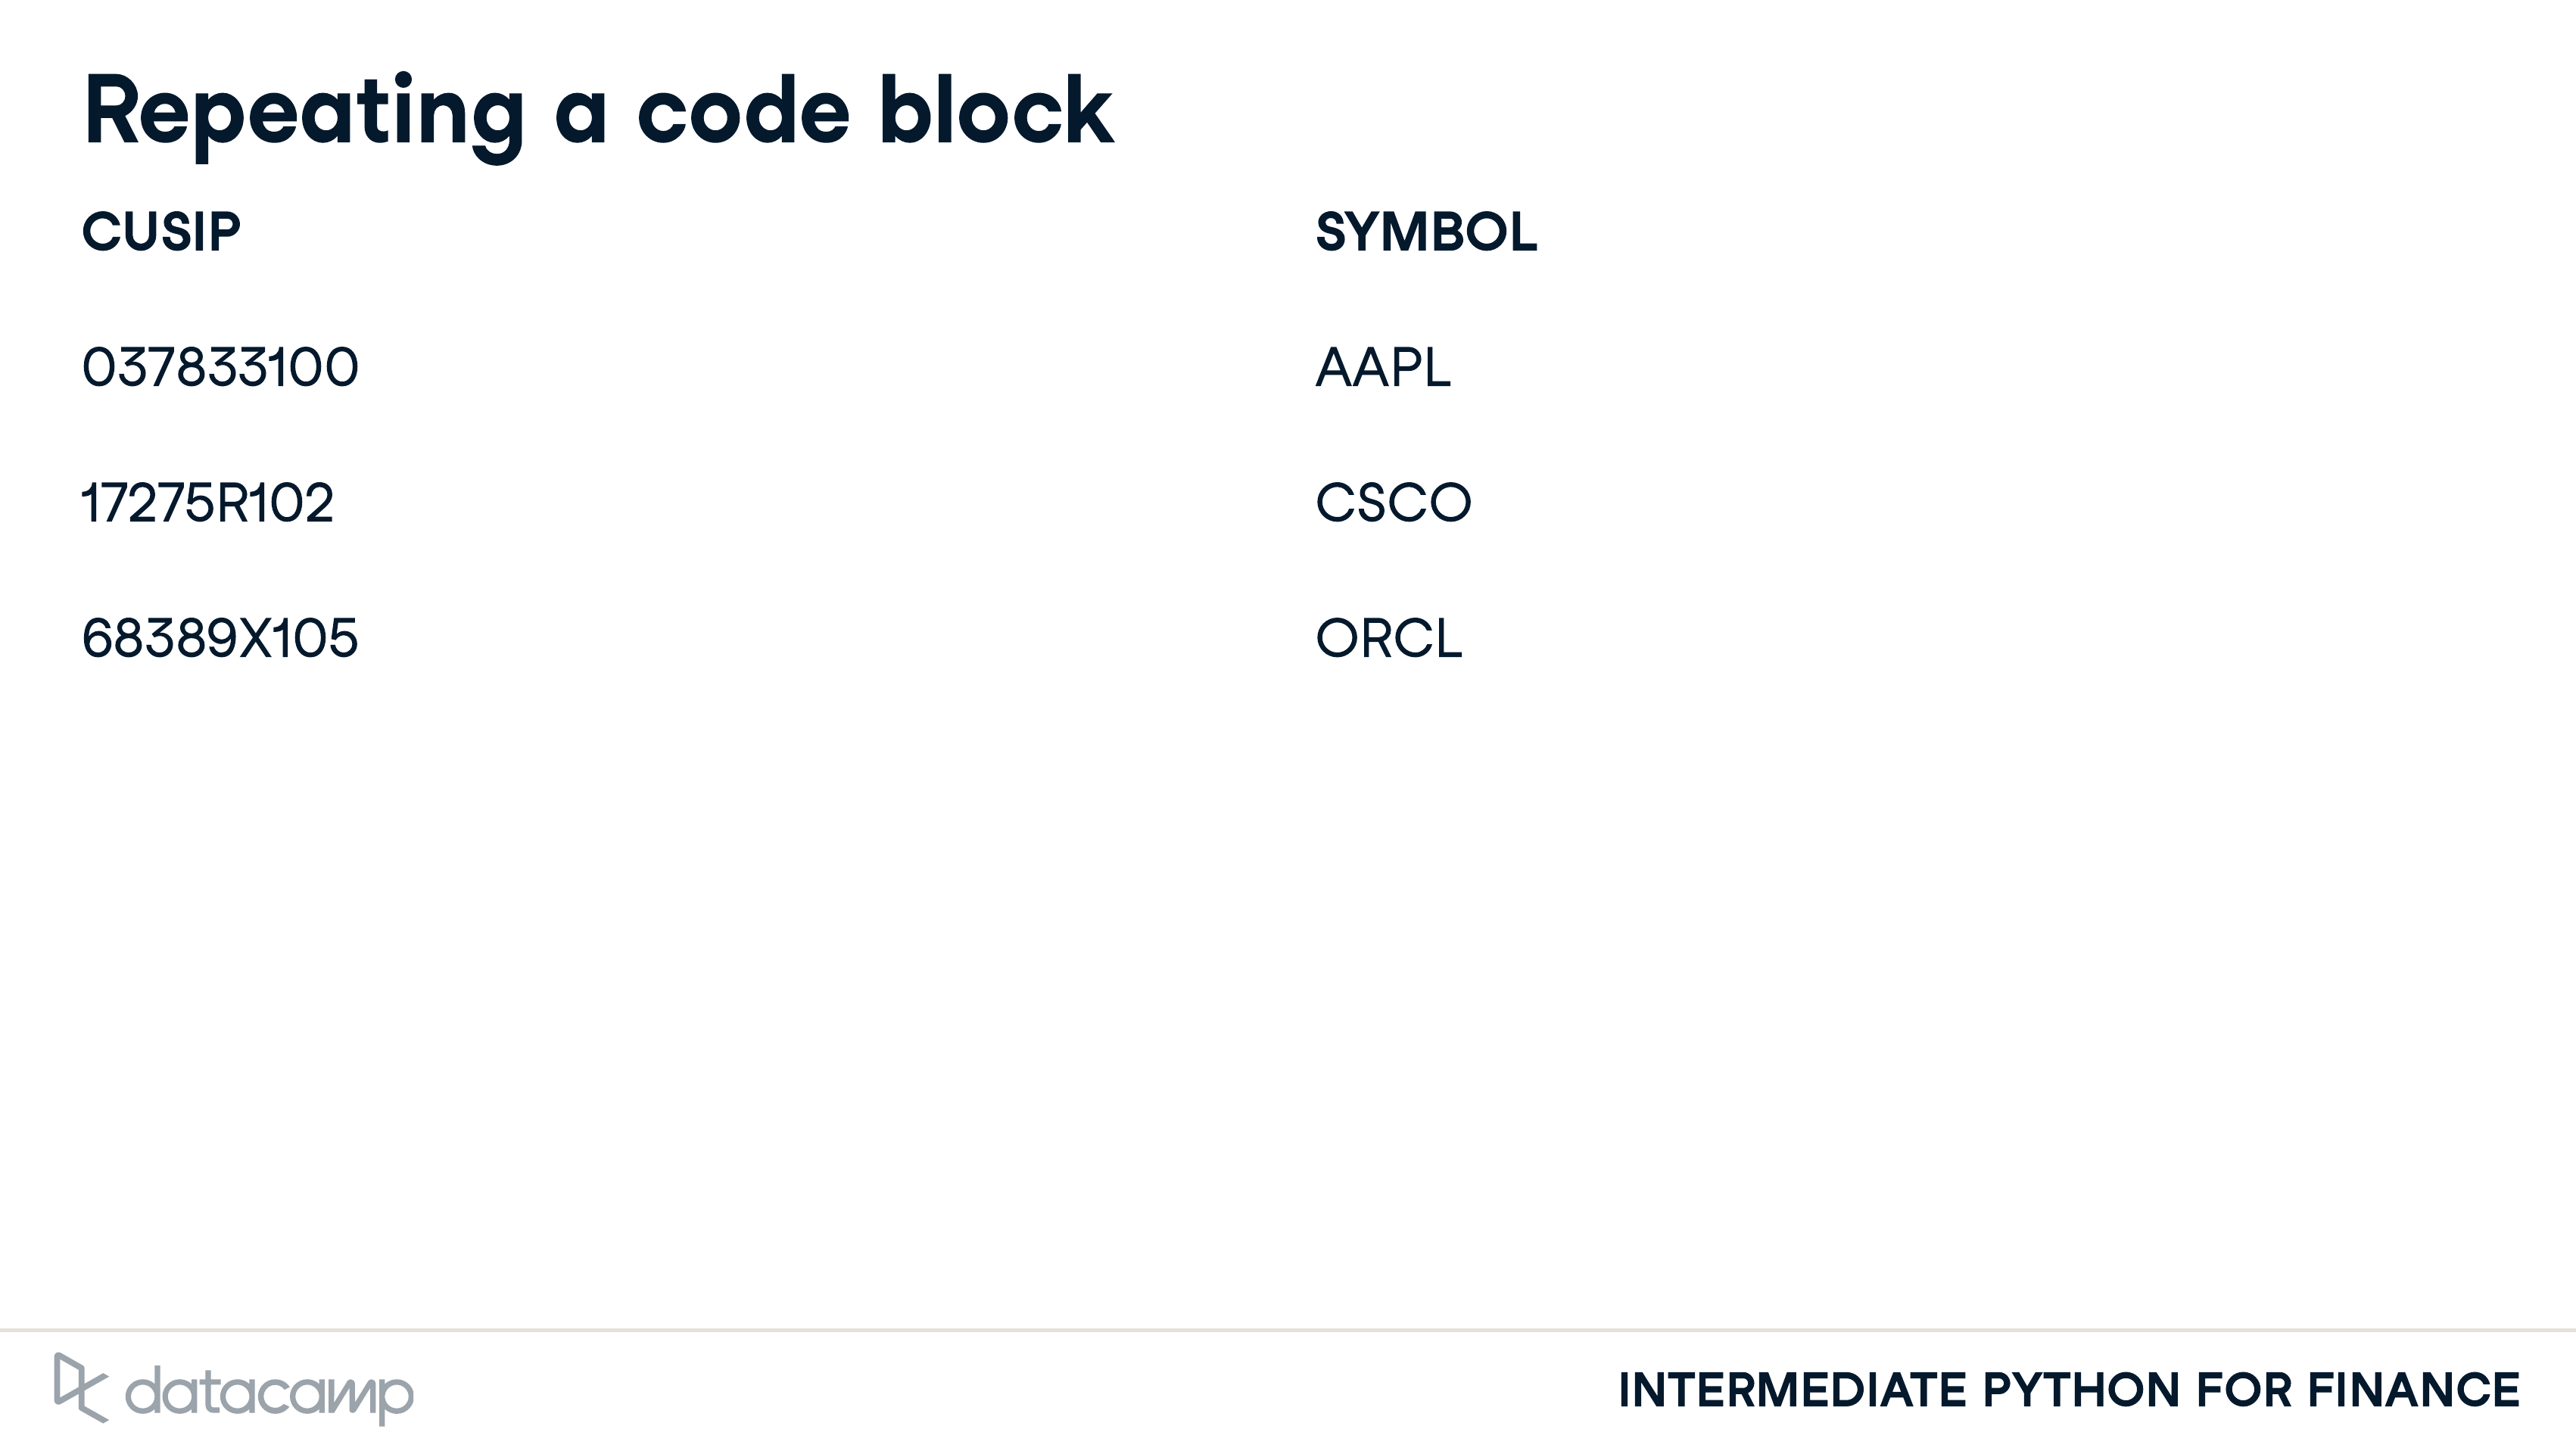 Repeating a code block
CUSIP SYMBOL
037833100 AAPL
17275R102 CSCO
68389X105 ORCL
datacamp INTERMEDIATE PYTHON FOR FINANCE